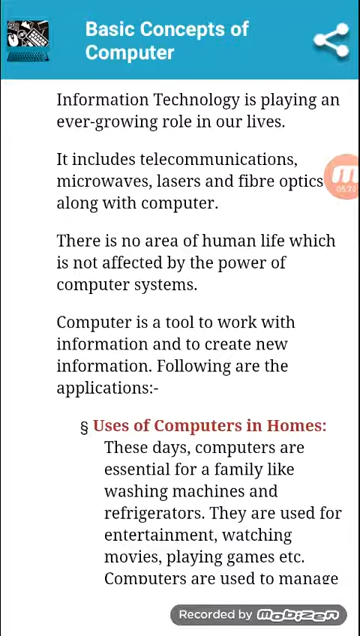 Basic Concepts of
Computer
Information Technology is playing an
ever-growing role in our lives.
It includes telecommunications,
microwaves, lasers and fibre optics
along with computer.
There is no area of human life which
is not affected by the power of
computer systems.
Computer is a tool to work with
information and to create new
information. Following are the
applications:-
§ Uses of Computers in Homes:
These days, computers are
essential for a family like
washing machines and
refrigerators. They are used for
entertainment, watching
movies, playing games etc.
Computers are used to manage
Recorded by mobizen